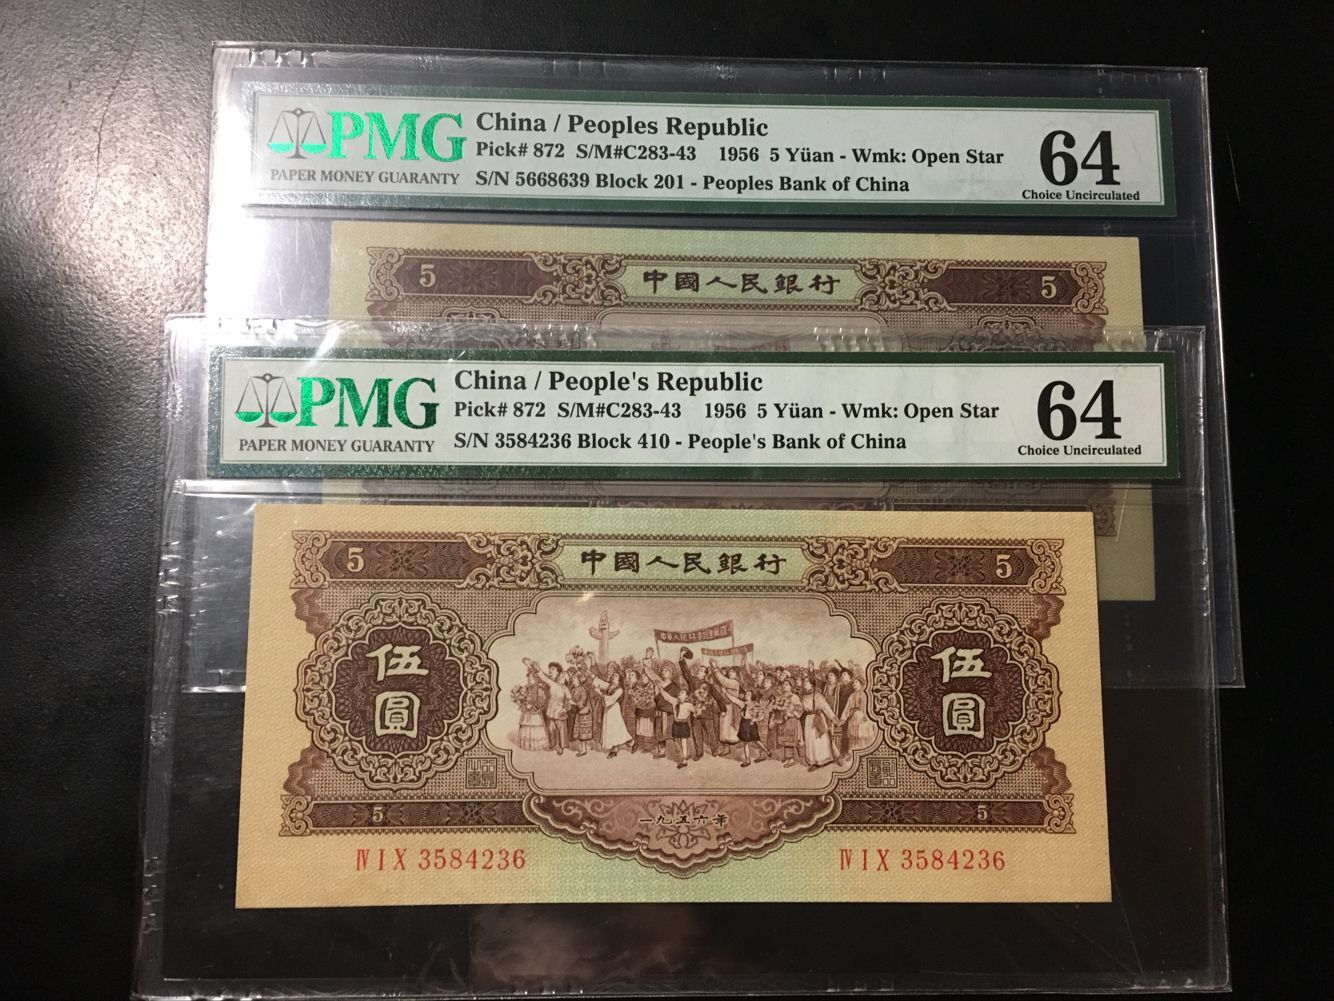 PMG
PAPER MONEY GUARANTY
China / Peoples Republic
Pick# 872 S/M#C283-43 1956 5 Yüan - Wmk: Open Star
S/N 5668639 Block 201 - Peoples Bank of China
64
Choice Uncirculated
5 中國人民銀行 5
PMG
PAPER MONEY GUARANTY
China / People's Republic
Pick# 872 S/M#C283-43 1956 5 Yüan - Wmk: Open Star
S/N 3584236 Block 410 - People's Bank of China
64
Choice Uncirculated
5 中國人民銀行 5
伍圓 伍圓
5 一九五六年 5
IV I X 3584236 IV I X 3584236